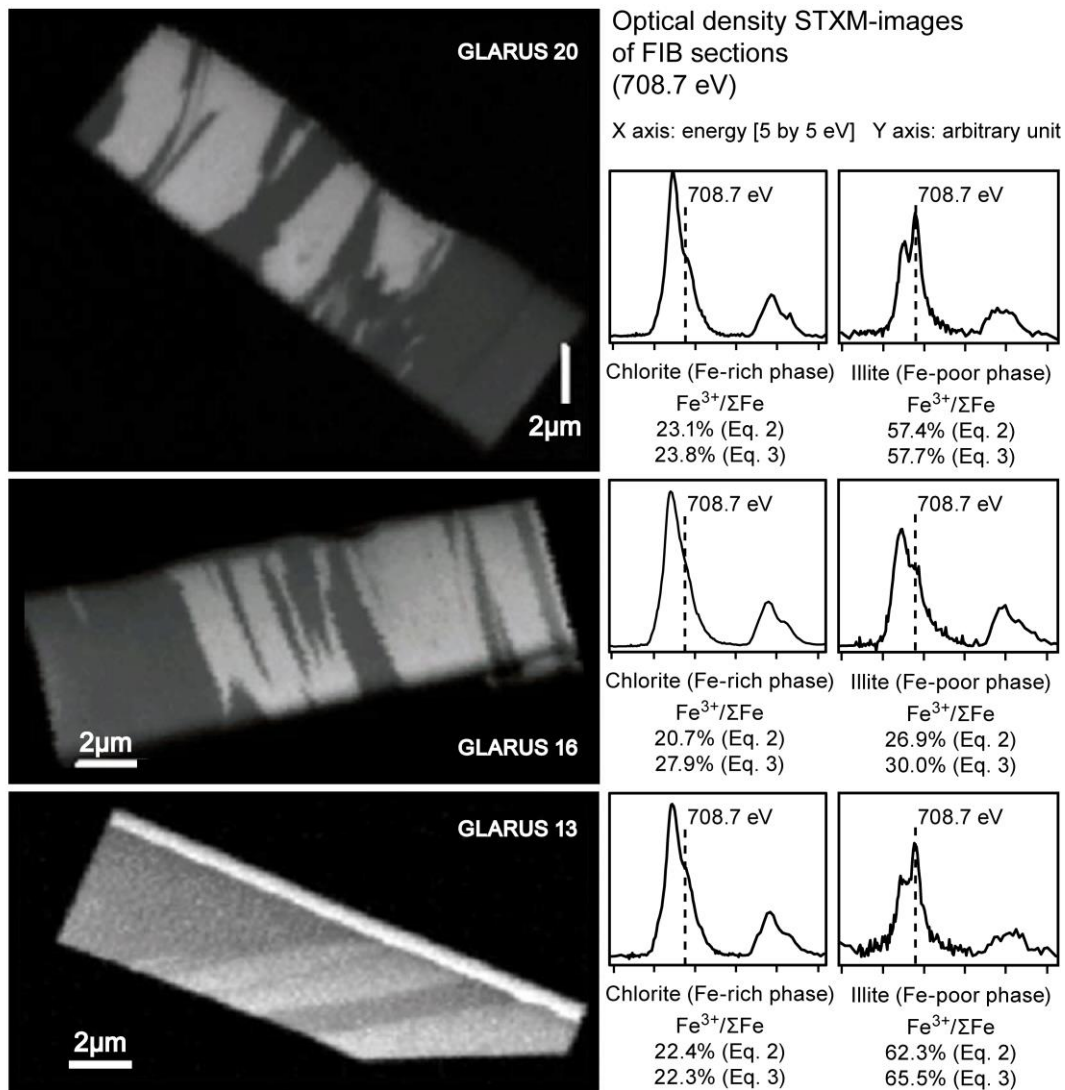 GLARUS 20
2µm
Optical density STXM-images
of FIB sections
(708.7 eV)
X axis: energy [5 by 5 eV]   Y axis: arbitrary unit
708.7 eV
708.7 eV
Chlorite (Fe-rich phase)
Fe³⁺/ΣFe
23.1% (Eq. 2)
23.8% (Eq. 3)
Illite (Fe-poor phase)
Fe³⁺/ΣFe
57.4% (Eq. 2)
57.7% (Eq. 3)
2µm
GLARUS 16
708.7 eV
708.7 eV
Chlorite (Fe-rich phase)
Fe³⁺/ΣFe
20.7% (Eq. 2)
27.9% (Eq. 3)
Illite (Fe-poor phase)
Fe³⁺/ΣFe
26.9% (Eq. 2)
30.0% (Eq. 3)
GLARUS 13
2µm
708.7 eV
708.7 eV
Chlorite (Fe-rich phase)
Fe³⁺/ΣFe
22.4% (Eq. 2)
22.3% (Eq. 3)
Illite (Fe-poor phase)
Fe³⁺/ΣFe
62.3% (Eq. 2)
65.5% (Eq. 3)